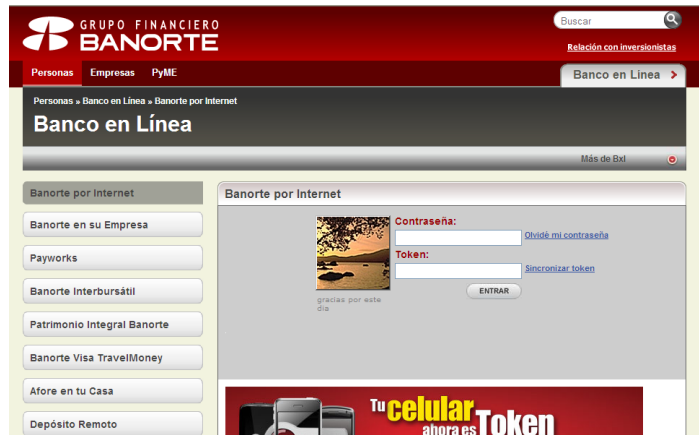 GRUPO FINANCIERO
BANORTE
Buscar
Relación con inversionistas
Personas Empresas PyME
Banco en Línea
Personas » Banco en Línea » Banorte por Internet
Banco en Línea
Más de BxI
Banorte por Internet
Banorte en su Empresa
Payworks
Banorte Interbursátil
Patrimonio Integral Banorte
Banorte Visa TravelMoney
Afore en tu Casa
Depósito Remoto
Banorte por Internet
Contraseña:
Olvidé mi contraseña
Token:
Sincronizar token
ENTRAR
gracias por este
dia
Tu celular
ahora es Token